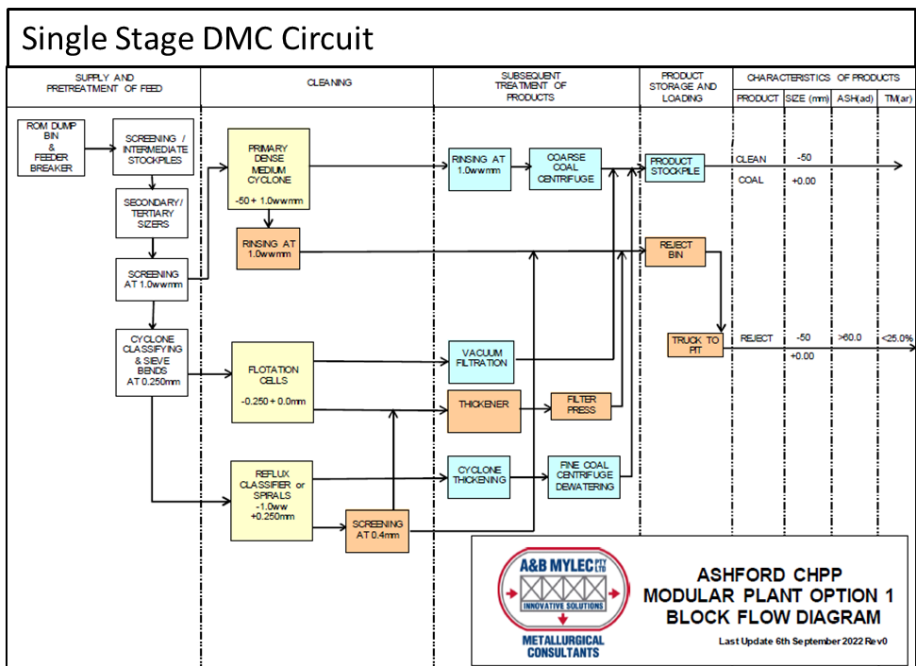 Single Stage DMC Circuit
SUPPLY AND
PRETREATMENT OF FEED
CLEANING
SUBSEQUENT
TREATMENT OF
PRODUCTS
PRODUCT
STORAGE AND
LOADING
CHARACTERISTICS OF PRODUCTS
PRODUCT
SIZE (mm)
ASH(ad)
TM(ar)
ROM DUMP
BIN
&
FEEDER
BREAKER
SCREENING /
INTERMEDIATE
STOCKPILES
SECONDARY/
TERTIARY
SIZERS
SCREENING
AT 1.0wwmm
CYCLONE
CLASSIFYING
& SIEVE
BENDS
AT 0.250mm
PRIMARY
DENSE
MEDIUM
CYCLONE
-50 + 1.0wwmm
RINSING AT
1.0wwmm
FLOTATION
CELLS
-0.250 + 0.0mm
REFLUX
CLASSIFIER or
SPIRALS
-1.0ww
+0.250mm
SCREENING
AT 0.4mm
RINSING AT
1.0wwmm
COARSE
COAL
CENTRIFUGE
VACUUM
FILTRATION
THICKENER
FILTER
PRESS
CYCLONE
THICKENING
FINE COAL
CENTRIFUGE
DEWATERING
PRODUCT
STOCKPILE
REJECT
BIN
TRUCK TO
PIT
CLEAN
COAL
-50
+0.00
REJECT
-50
+0.00
>60.0
<25.0%
A&B MYLEC PTY LTD
INNOVATIVE SOLUTIONS
METALLURGICAL
CONSULTANTS
ASHFORD CHPP
MODULAR PLANT OPTION 1
BLOCK FLOW DIAGRAM
Last Update 6th September 2022 Rev0